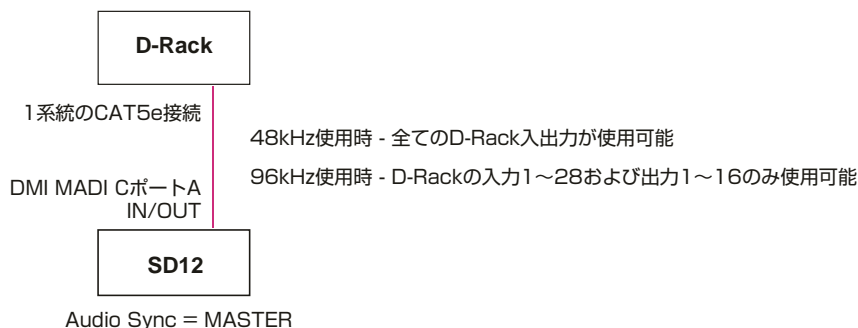 D-Rack
1系統のCAT5e接続
48kHz使用時 - 全てのD-Rack入出力が使用可能
96kHz使用時 - D-Rackの入力1～28および出力1～16のみ使用可能
DMI MADI CポートA
IN/OUT
SD12
Audio Sync = MASTER